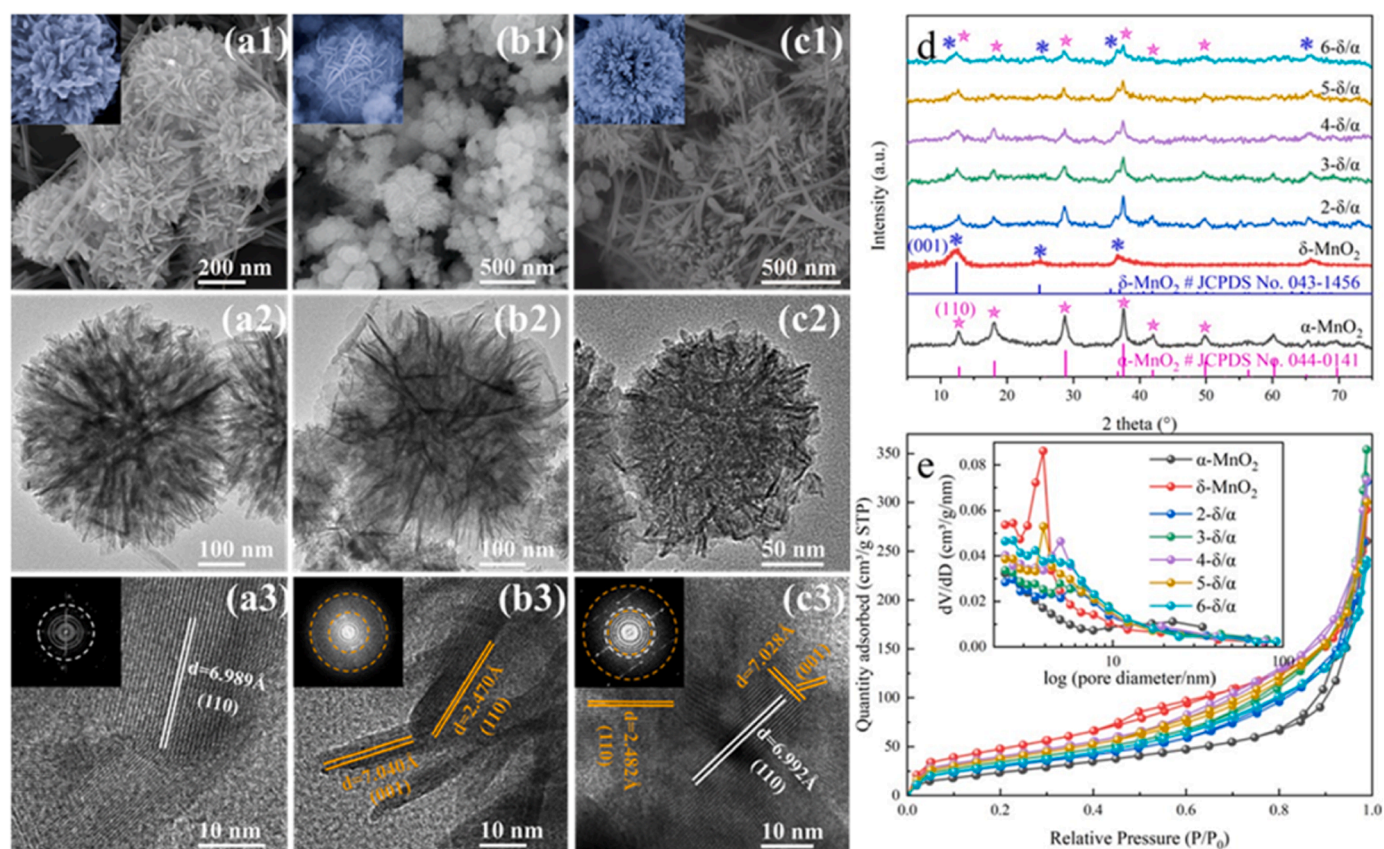 (a1)
200 nm
(b1)
500 nm
(c1)
500 nm
(a2)
100 nm
(b2)
100 nm
(c2)
50 nm
(a3)
d=6.989Å
(110)
10 nm
(b3)
d=2.470Å
(110)
d=7.040Å
(001)
10 nm
(c3)
d=7.028Å
(001)
d=2.482Å
(110)
d=6.992Å
(110)
10 nm
d
6-δ/α
5-δ/α
4-δ/α
3-δ/α
2-δ/α
(001)
δ-MnO2
δ-MnO2 # JCPDS No. 043-1456
(110)
α-MnO2
α-MnO2 # JCPDS No. 044-0141
Intensity (a.u.)
10 20 30 40 50 60 70
2 theta (°)
e
350
300
250
200
150
100
50
0
Quantity adsorbed (cm³/g STP)
0.0 0.2 0.4 0.6 0.8 1.0
Relative Pressure (P/P0)
0.08
0.06
0.04
0.02
0.00
dV/dD (cm³/g/nm)
10 100
log (pore diameter/nm)
α-MnO2
δ-MnO2
2-δ/α
3-δ/α
4-δ/α
5-δ/α
6-δ/α